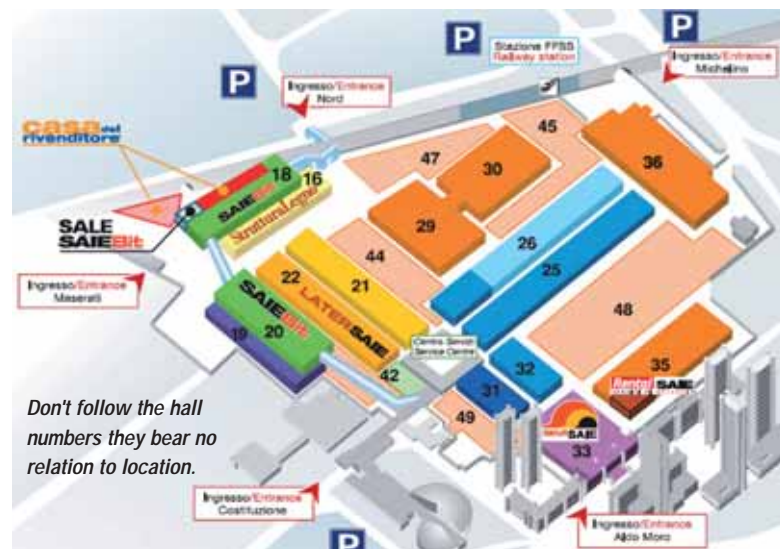 P
P
P
Stazione FFSS
Railway station
Ingresso/Entrance
Michelino
Ingresso/Entrance
Nord
casa del
rivenditore
45
47
30
36
18
16
SAIEBit
StrutturaLegno
SALE
SAIEBit
29
26
44
25
Ingresso/Entrance
Maserati
22
21
LATERSAIE
48
SAIEBit
19
20
Centro Servizi
Service Centre
42
32
35
Rental SAIE
31
49
SAIE
33
Don't follow the hall
numbers they bear no
relation to location.
Ingresso/Entrance
Costituzione
P
Ingresso/Entrance
Aldo Moro